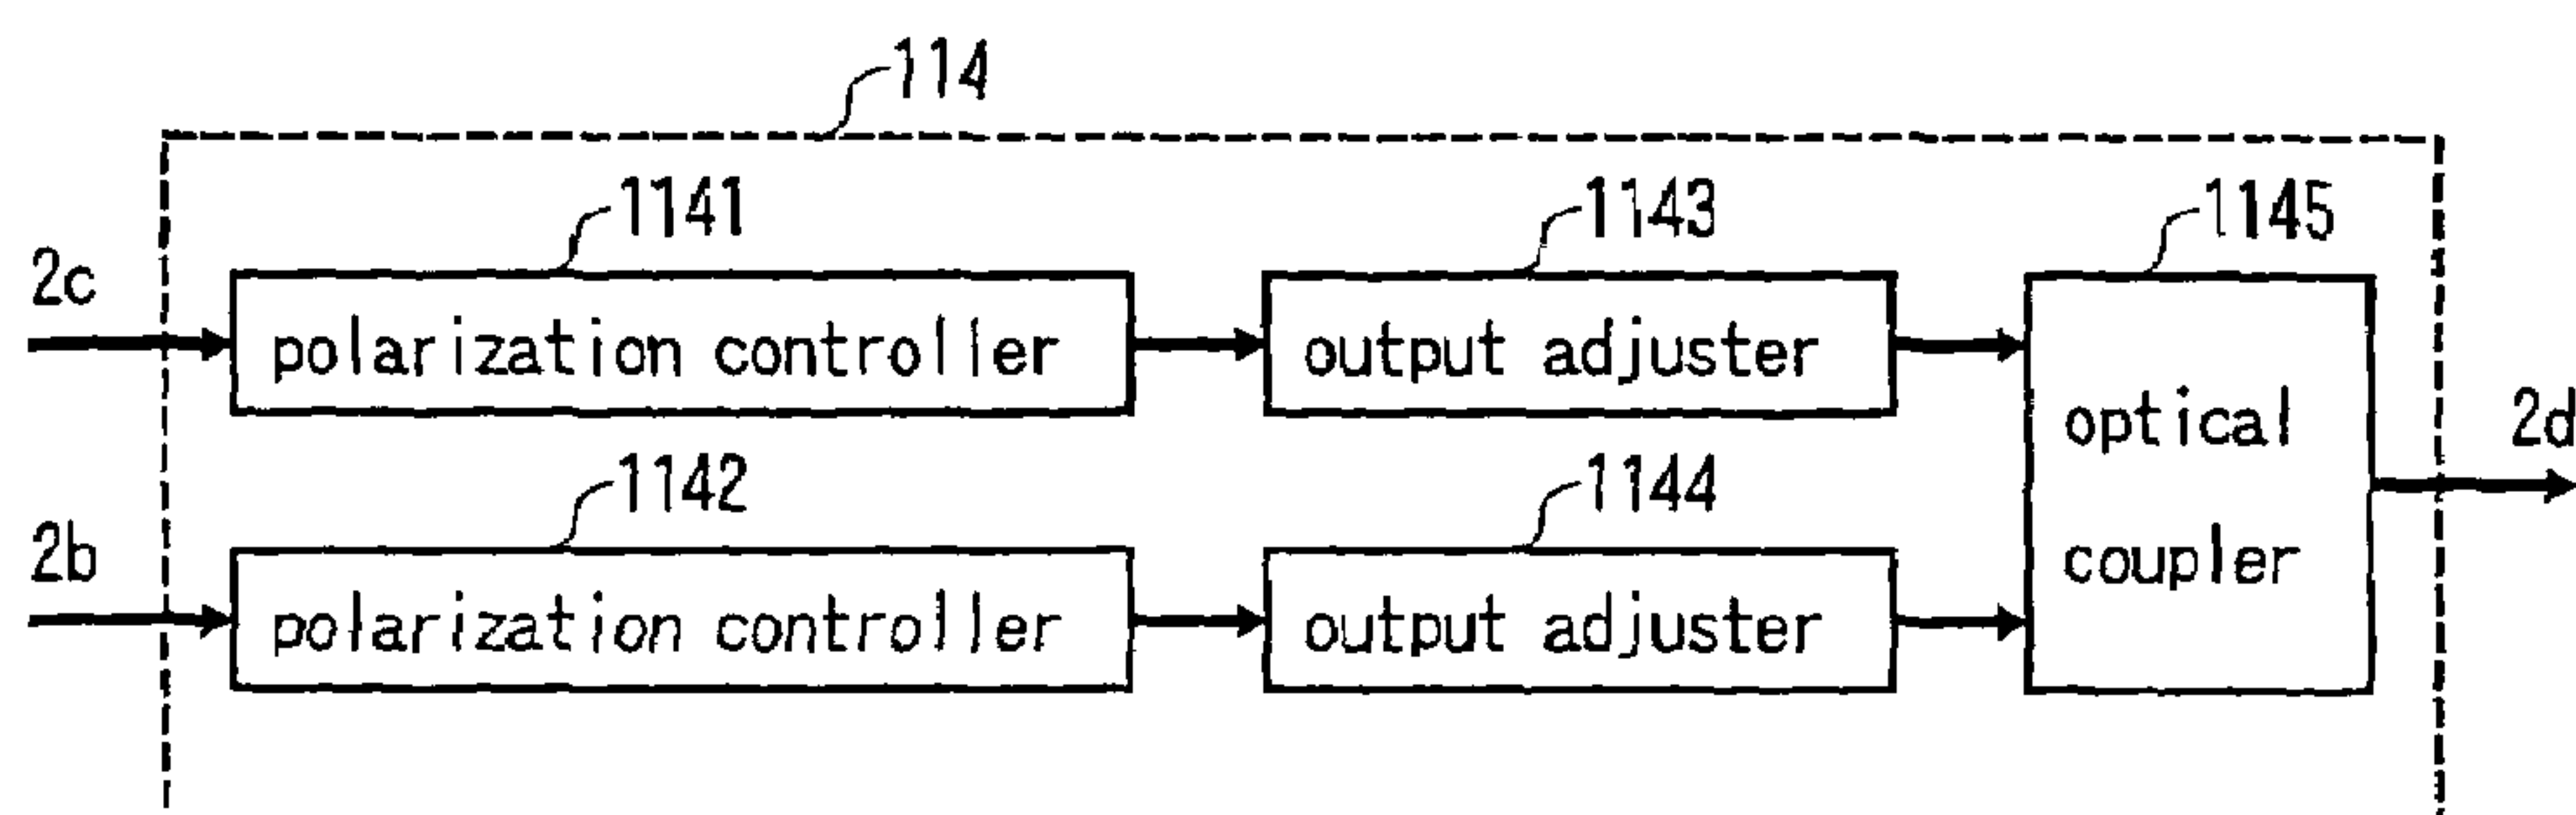 114
1141
1143
1145
2c
polarization controller
output adjuster
optical
coupler
2d
1142
1144
2b
polarization controller
output adjuster